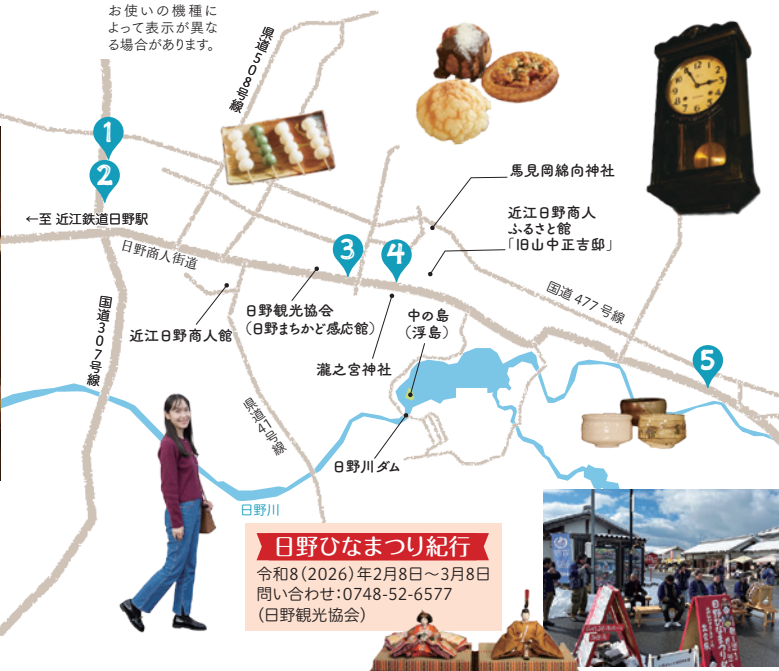 お使いの機種に
よって表示が異な
る場合があります。
県道508号線
1
2
馬見岡綿向神社
近江日野商人
ふるさと館
「旧山中正吉邸」
←至 近江鉄道日野駅
日野商人街道
3
4
国道477号線
国道307号線
近江日野商人館
日野観光協会
(日野まちかど感応館)
瀧之宮神社
中の島
(浮島)
5
県道41号線
日野川ダム
日野川
日野ひなまつり紀行
令和8(2026)年2月8日~3月8日
問い合わせ:0748-52-6577
(日野観光協会)